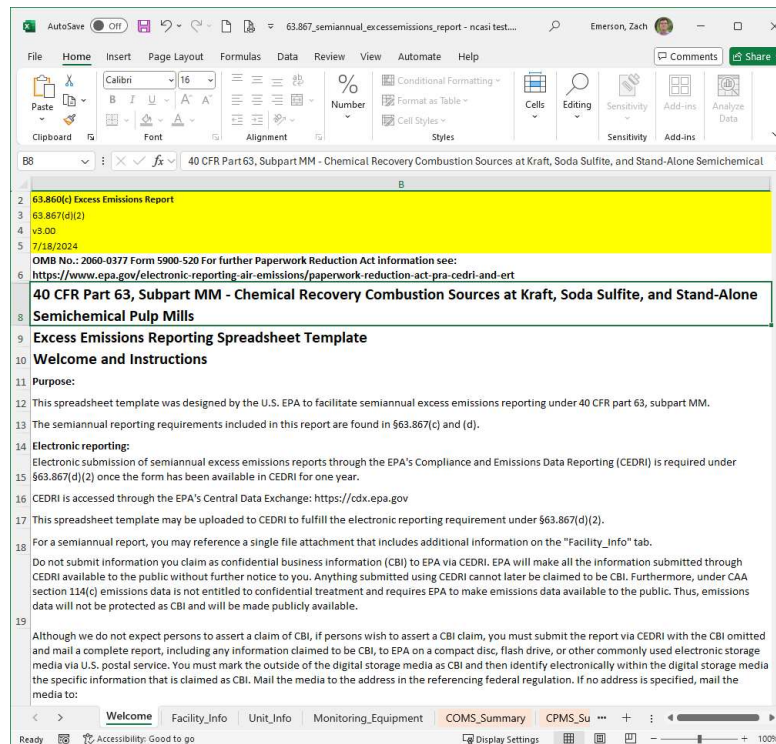 AutoSave Off 63.867_semiannual_excessemissions_report - ncasi test.... Emerson, Zach
File Home Insert Page Layout Formulas Data Review View Automate Help Comments Share
Calibri 16
Paste B I U A A Number Conditional Formatting Format as Table Cell Styles Cells Editing Sensitivity Add-ins Analyze Data
Clipboard Font Alignment Styles Sensitivity Add-ins
B8 fx 40 CFR Part 63, Subpart MM - Chemical Recovery Combustion Sources at Kraft, Soda Sulfite, and Stand-Alone Semichemical
B
2 63.860(c) Excess Emissions Report
3 63.867(d)(2)
4 v3.00
5 7/18/2024
OMB No.: 2060-0377 Form 5900-520 For further Paperwork Reduction Act information see:
6 https://www.epa.gov/electronic-reporting-air-emissions/paperwork-reduction-act-pra-cedri-and-ert
40 CFR Part 63, Subpart MM - Chemical Recovery Combustion Sources at Kraft, Soda Sulfite, and Stand-Alone
8 Semichemical Pulp Mills
9 Excess Emissions Reporting Spreadsheet Template
10 Welcome and Instructions
11 Purpose:
12 This spreadsheet template was designed by the U.S. EPA to facilitate semiannual excess emissions reporting under 40 CFR part 63, subpart MM.
13 The semiannual reporting requirements included in this report are found in §63.867(c) and (d).
14 Electronic reporting:
Electronic submission of semiannual excess emissions reports through the EPA's Compliance and Emissions Data Reporting (CEDRI) is required under
15 §63.867(d)(2) once the form has been available in CEDRI for one year.
16 CEDRI is accessed through the EPA's Central Data Exchange: https://cdx.epa.gov
17 This spreadsheet template may be uploaded to CEDRI to fulfill the electronic reporting requirement under §63.867(d)(2).
18 For a semiannual report, you may reference a single file attachment that includes additional information on the "Facility_Info" tab.
Do not submit information you claim as confidential business information (CBI) to EPA via CEDRI. EPA will make all the information submitted through
CEDRI available to the public without further notice to you. Anything submitted using CEDRI cannot later be claimed to be CBI. Furthermore, under CAA
section 114(c) emissions data is not entitled to confidential treatment and requires EPA to make emissions data available to the public. Thus, emissions
data will not be protected as CBI and will be made publicly available.
19
Although we do not expect persons to assert a claim of CBI, if persons wish to assert a CBI claim, you must submit the report via CEDRI with the CBI omitted
and mail a complete report, including any information claimed to be CBI, to EPA on a compact disc, flash drive, or other commonly used electronic storage
media via U.S. postal service. You must mark the outside of the digital storage media as CBI and then identify electronically within the digital storage media
the specific information that is claimed as CBI. Mail the media to the address in the referencing federal regulation. If no address is specified, mail the
media to:
Welcome Facility_Info Unit_Info Monitoring_Equipment COMS_Summary CPMS_Su ...
Ready Accessibility: Good to go Display Settings 100%